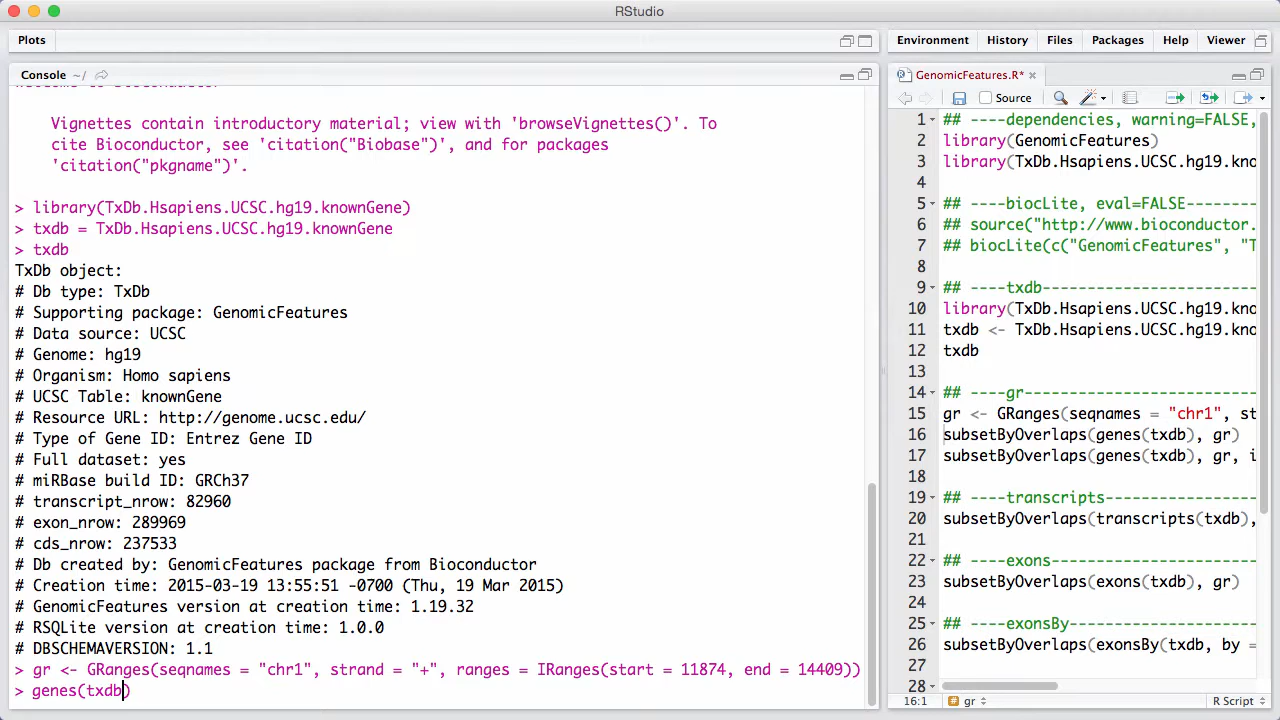 RStudio
Plots
Console ~/
Vignettes contain introductory material; view with 'browseVignettes()'. To
cite Bioconductor, see 'citation("Biobase")', and for packages
'citation("pkgname")'.
> library(TxDb.Hsapiens.UCSC.hg19.knownGene)
> txdb = TxDb.Hsapiens.UCSC.hg19.knownGene
> txdb
TxDb object:
# Db type: TxDb
# Supporting package: GenomicFeatures
# Data source: UCSC
# Genome: hg19
# Organism: Homo sapiens
# UCSC Table: knownGene
# Resource URL: http://genome.ucsc.edu/
# Type of Gene ID: Entrez Gene ID
# Full dataset: yes
# miRBase build ID: GRCh37
# transcript_nrow: 82960
# exon_nrow: 289969
# cds_nrow: 237533
# Db created by: GenomicFeatures package from Bioconductor
# Creation time: 2015-03-19 13:55:51 -0700 (Thu, 19 Mar 2015)
# GenomicFeatures version at creation time: 1.19.32
# RSQLite version at creation time: 1.0.0
# DBSCHEMAVERSION: 1.1
> gr <- GRanges(seqnames = "chr1", strand = "+", ranges = IRanges(start = 11874, end = 14409))
> genes(txdb)
Environment History Files Packages Help Viewer
GenomicFeatures.R*
Source
1 ## ----dependencies, warning=FALSE,
2 library(GenomicFeatures)
3 library(TxDb.Hsapiens.UCSC.hg19.kno
4
5 ## ----biocLite, eval=FALSE--------
6 ## source("http://www.bioconductor.
7 ## biocLite(c("GenomicFeatures", "T
8
9 ## ----txdb------------------------
10 library(TxDb.Hsapiens.UCSC.hg19.kno
11 txdb <- TxDb.Hsapiens.UCSC.hg19.kno
12 txdb
13
14 ## ----gr--------------------------
15 gr <- GRanges(seqnames = "chr1", st
16 subsetByOverlaps(genes(txdb), gr)
17 subsetByOverlaps(genes(txdb), gr, i
18
19 ## ----transcripts-----------------
20 subsetByOverlaps(transcripts(txdb),
21
22 ## ----exons-----------------------
23 subsetByOverlaps(exons(txdb), gr)
24
25 ## ----exonsBy---------------------
26 subsetByOverlaps(exonsBy(txdb, by =
27
28
16:1 # gr R Script